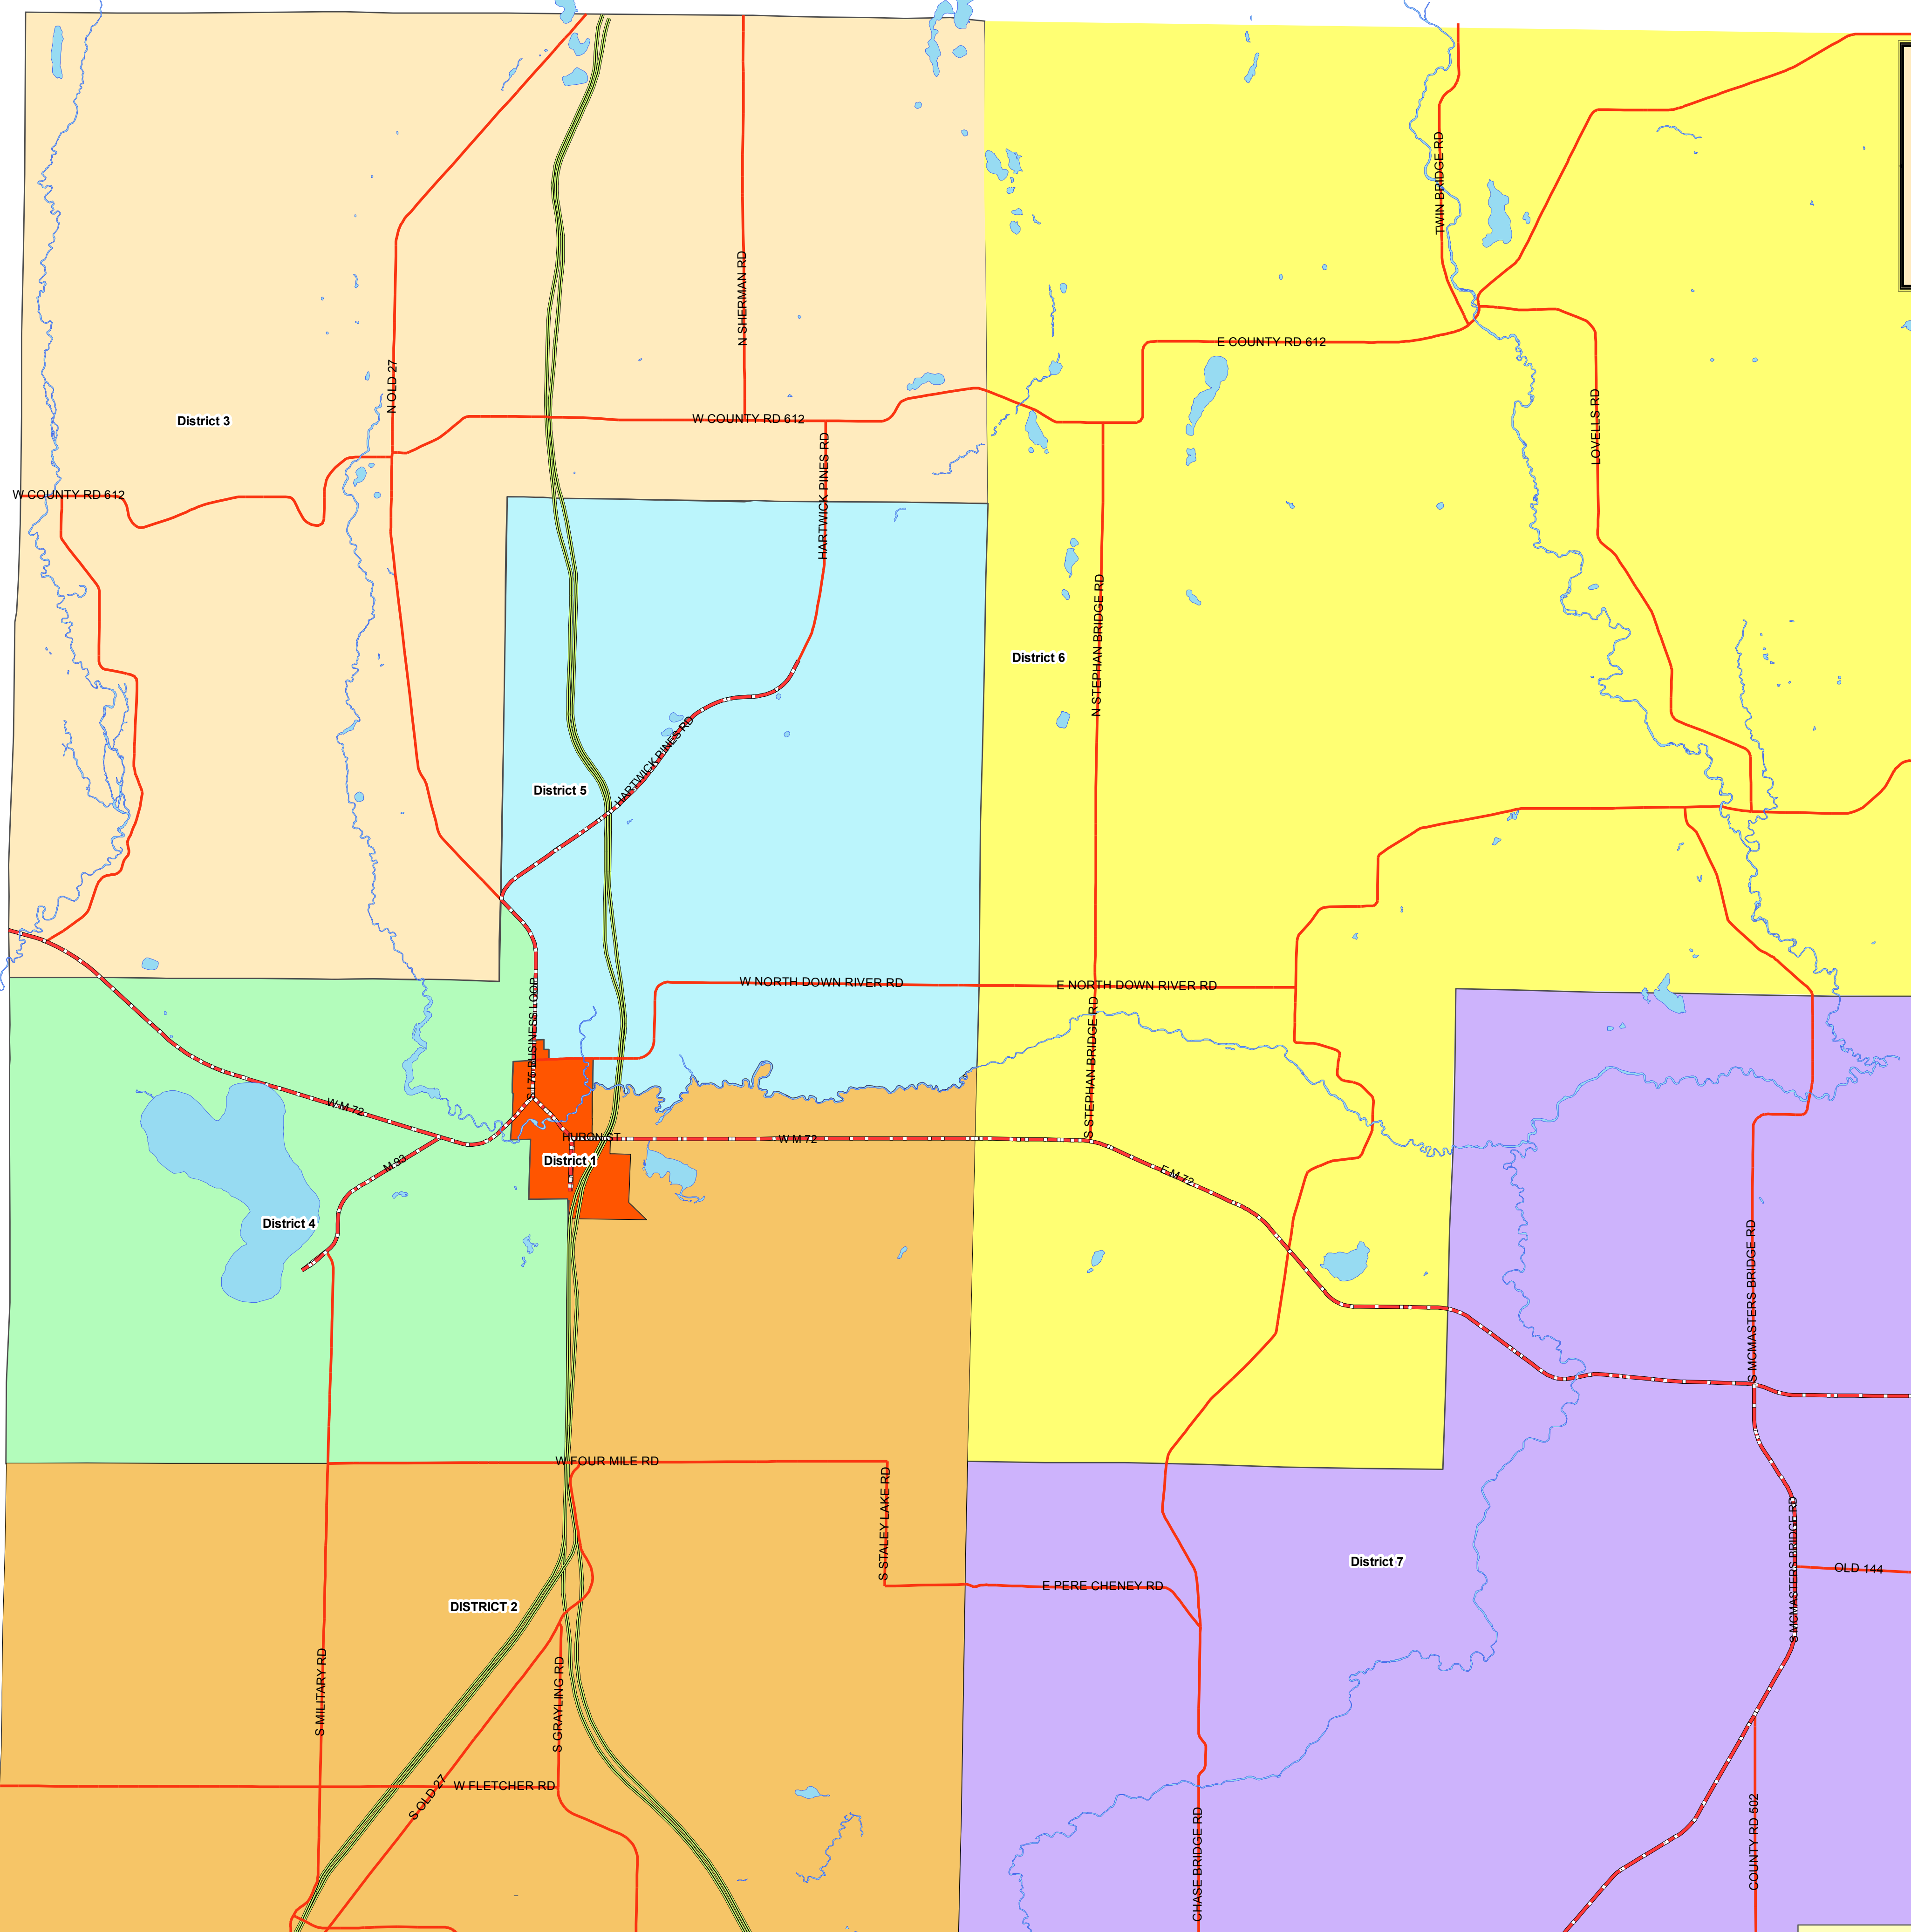 TWIN BRIDGE RD
N SHERMAN RD
E COUNTY RD 612
N OLD 27
LOVELLS RD
District 3
W COUNTY RD 612
HARTWICK PINES RD
W COUNTY RD 612
N STEPHAN BRIDGE RD
District 6
HARTWICK PINES RD
District 5
W NORTH DOWN RIVER RD
E NORTH DOWN RIVER RD
S I 75 BUSINESS LOOP
S STEPHAN BRIDGE RD
W M 72
HURON ST
W M 72
District 1
M 93
E M 72
District 4
S MCMASTERS BRIDGE RD
W FOUR MILE RD
S STALEY LAKE RD
S MCMASTERS BRIDGE RD
District 7
OLD 144
E PERE CHENEY RD
DISTRICT 2
S MILITARY RD
S GRAYLING RD
W FLETCHER RD
S OLD 27
CHASE BRIDGE RD
COUNTY RD 502